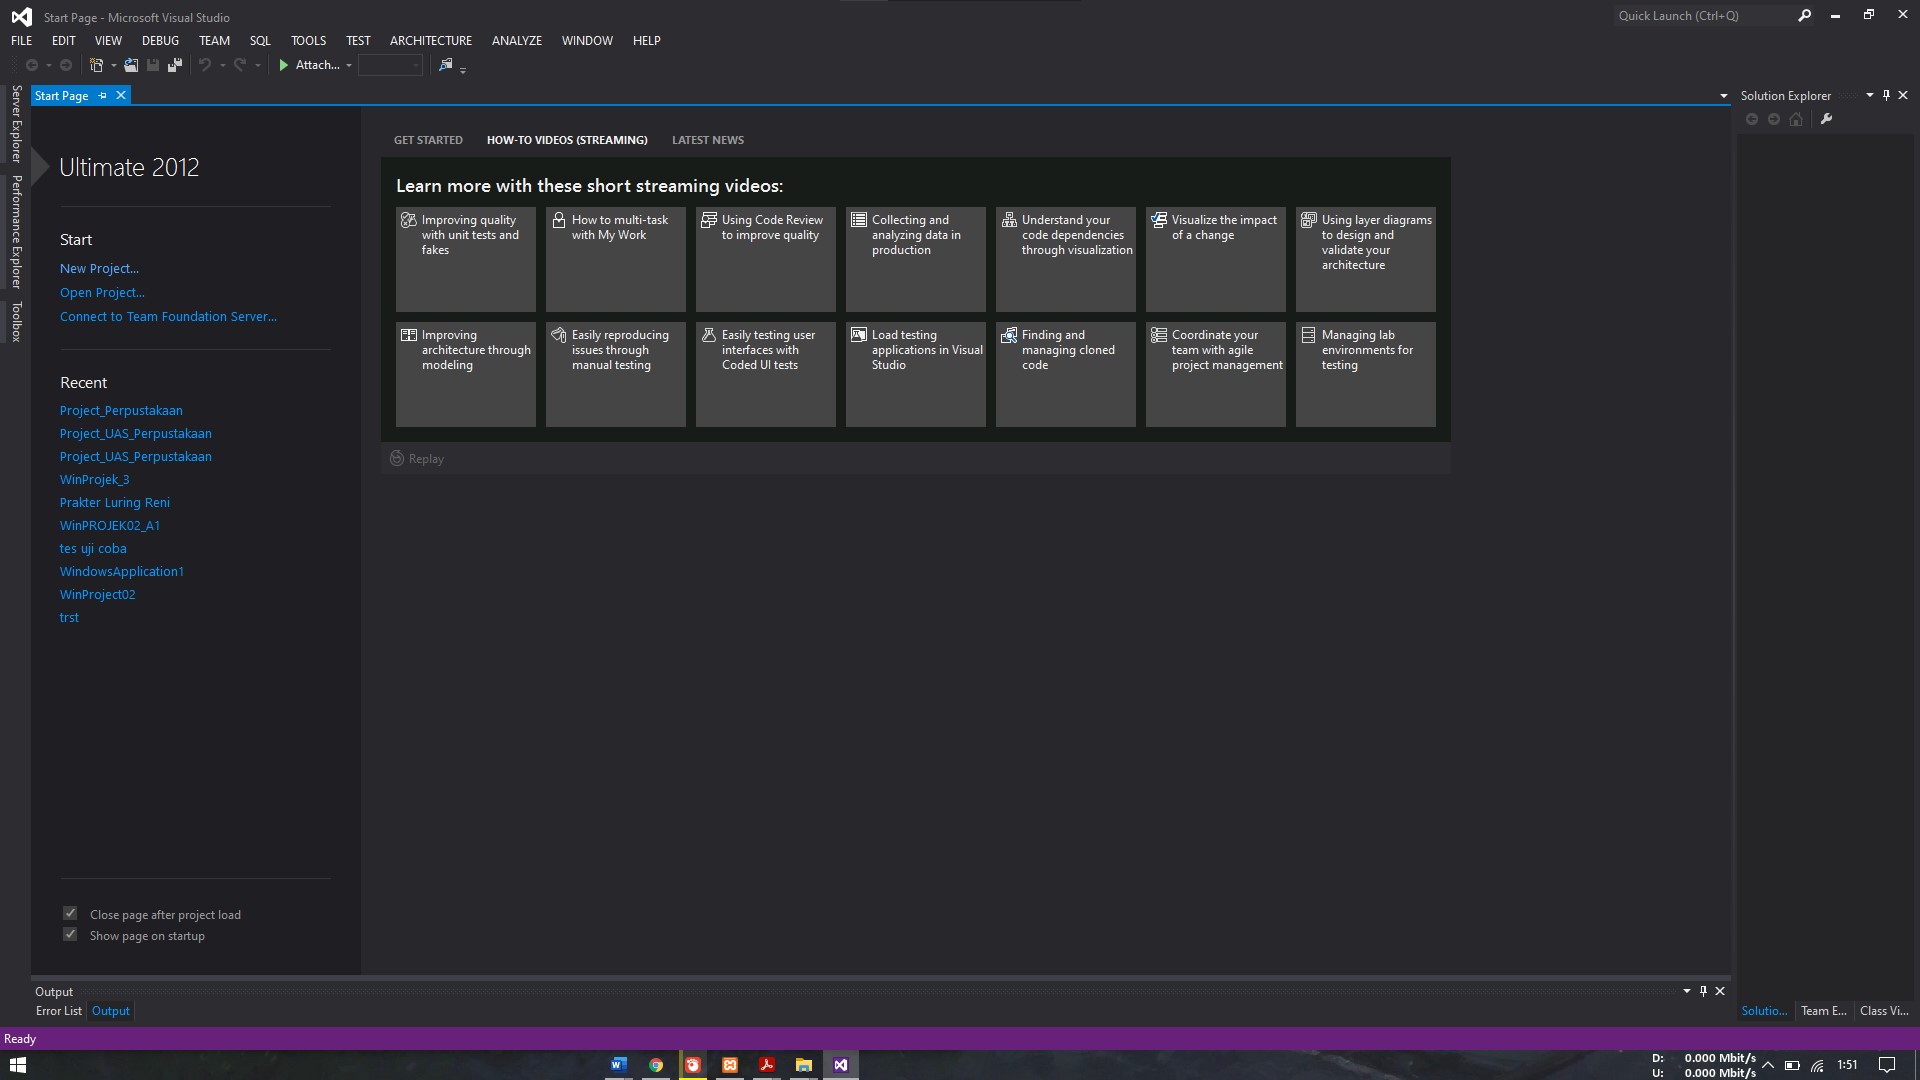 Start Page - Microsoft Visual Studio
Quick Launch (Ctrl+Q)
FILE EDIT VIEW DEBUG TEAM SQL TOOLS TEST ARCHITECTURE ANALYZE WINDOW HELP
Attach...
Server Explorer
Performance Explorer
Toolbox
Start Page
Ultimate 2012
Start
New Project...
Open Project...
Connect to Team Foundation Server...
Recent
Project_Perpustakaan
Project_UAS_Perpustakaan
Project_UAS_Perpustakaan
WinProjek_3
Prakter Luring Reni
WinPROJEK02_A1
tes uji coba
WindowsApplication1
WinProject02
trst
Close page after project load
Show page on startup
GET STARTED HOW-TO VIDEOS (STREAMING) LATEST NEWS
Learn more with these short streaming videos:
Improving quality
with unit tests and
fakes
How to multi-task
with My Work
Using Code Review
to improve quality
Collecting and
analyzing data in
production
Understand your
code dependencies
through visualization
Visualize the impact
of a change
Using layer diagrams
to design and
validate your
architecture
Improving
architecture through
modeling
Easily reproducing
issues through
manual testing
Easily testing user
interfaces with
Coded UI tests
Load testing
applications in Visual
Studio
Finding and
managing cloned
code
Coordinate your
team with agile
project management
Managing lab
environments for
testing
Replay
Solution Explorer
Output
Error List Output
Solutio... Team E... Class Vi...
Ready
D: 0.000 Mbit/s
U: 0.000 Mbit/s
1:51